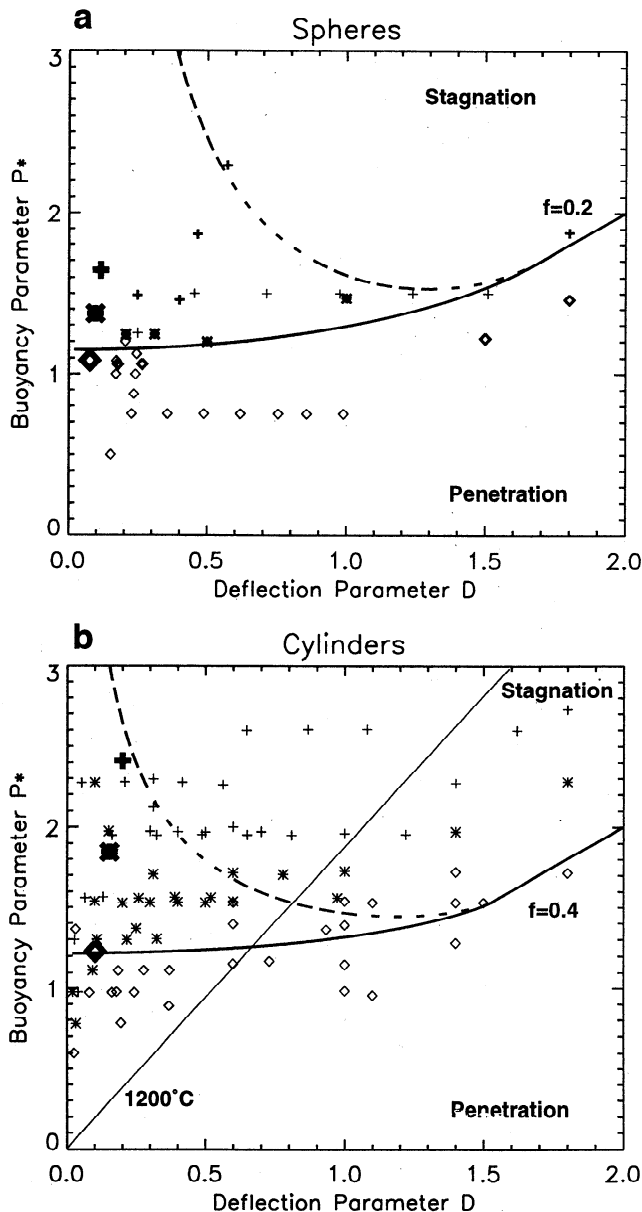 a
Spheres
3
Stagnation
f=0.2
2
Buoyancy Parameter P*
1
Penetration
0
0.0 0.5 1.0 1.5 2.0
Deflection Parameter D
b
Cylinders
3
Stagnation
2
f=0.4
Buoyancy Parameter P*
1
1200°C
Penetration
0
0.0 0.5 1.0 1.5 2.0
Deflection Parameter D